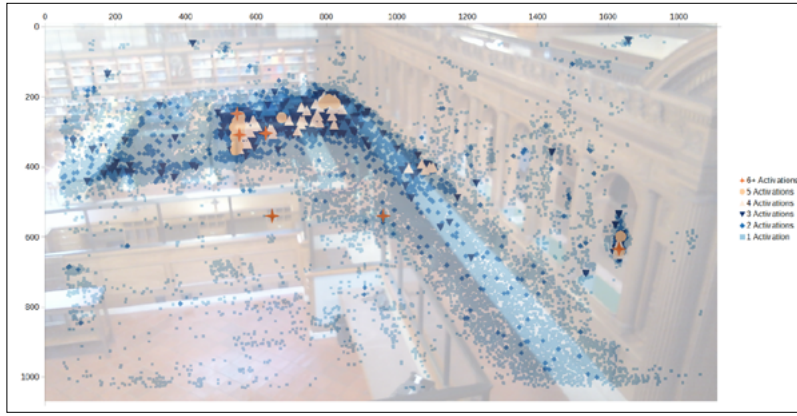 0 200 400 600 800 1000 1200 1400 1600 1800
0
200
400
600
800
1000
6+ Activations
5 Activations
4 Activations
3 Activations
2 Activations
1 Activation